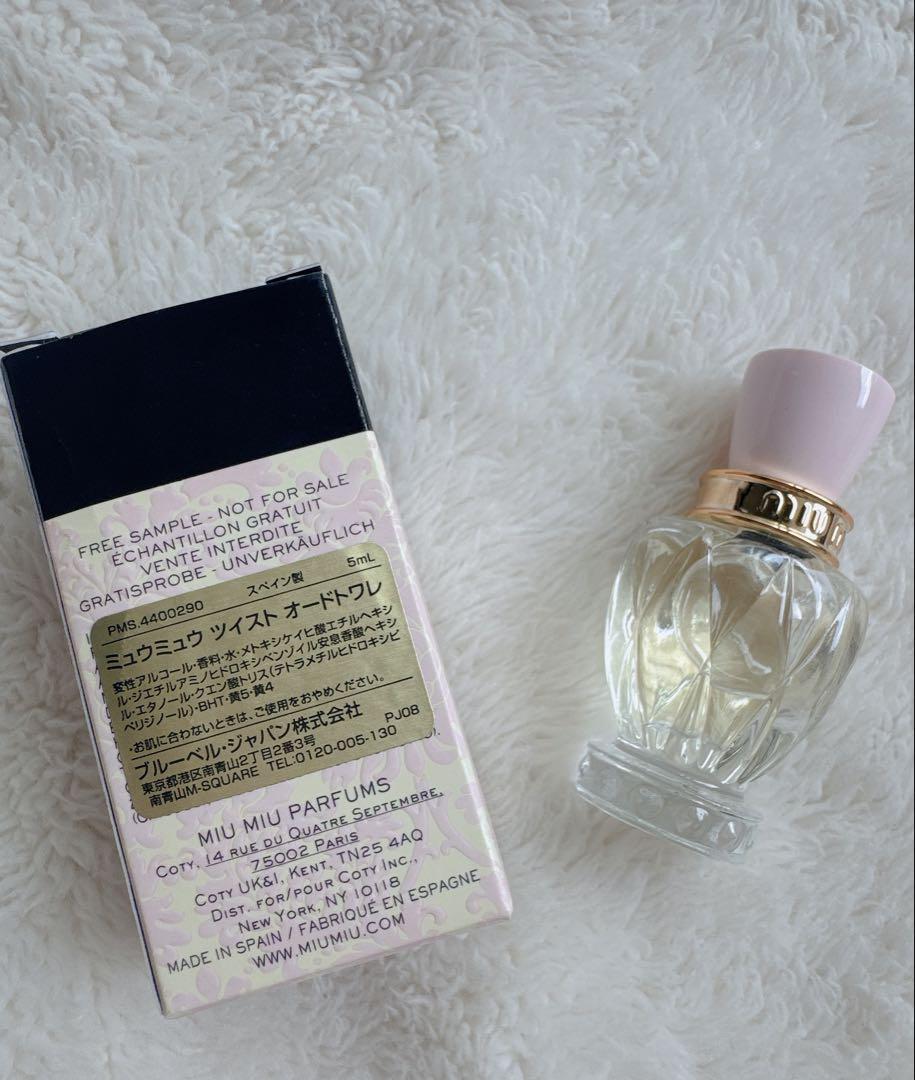 FREE SAMPLE - NOT FOR SALE
ÉCHANTILLON GRATUIT
VENTE INTERDITE
GRATISPROBE - UNVERKÄUFLICH
PMS.4400290 スペイン製 5mL
ミュウミュウ ツイスト オードトワレ
変性アルコール・香料・水・メトキシケイヒ酸エチルヘキシ
ル・ジエチルアミノヒドロキシベンゾイル安息香酸ヘキシ
ル・エタノール・クエン酸トリス(テトラメチルヒドロキシピ
ペリジノール)・BHT・黄5・黄4
・お肌に合わないときは、ご使用をおやめください。
ブルーベル・ジャパン株式会社 PJ08
東京都港区南青山2丁目2番3号
南青山M-SQUARE TEL:0120-005-130
MIU MIU PARFUMS
COTY, 14 RUE DU QUATRE SEPTEMBRE,
75002 PARIS
COTY UK&I, KENT, TN25 4AQ
DIST. FOR/POUR COTY INC.,
NEW YORK, NY 10118
MADE IN SPAIN / FABRIQUÉ EN ESPAGNE
WWW.MIUMIU.COM